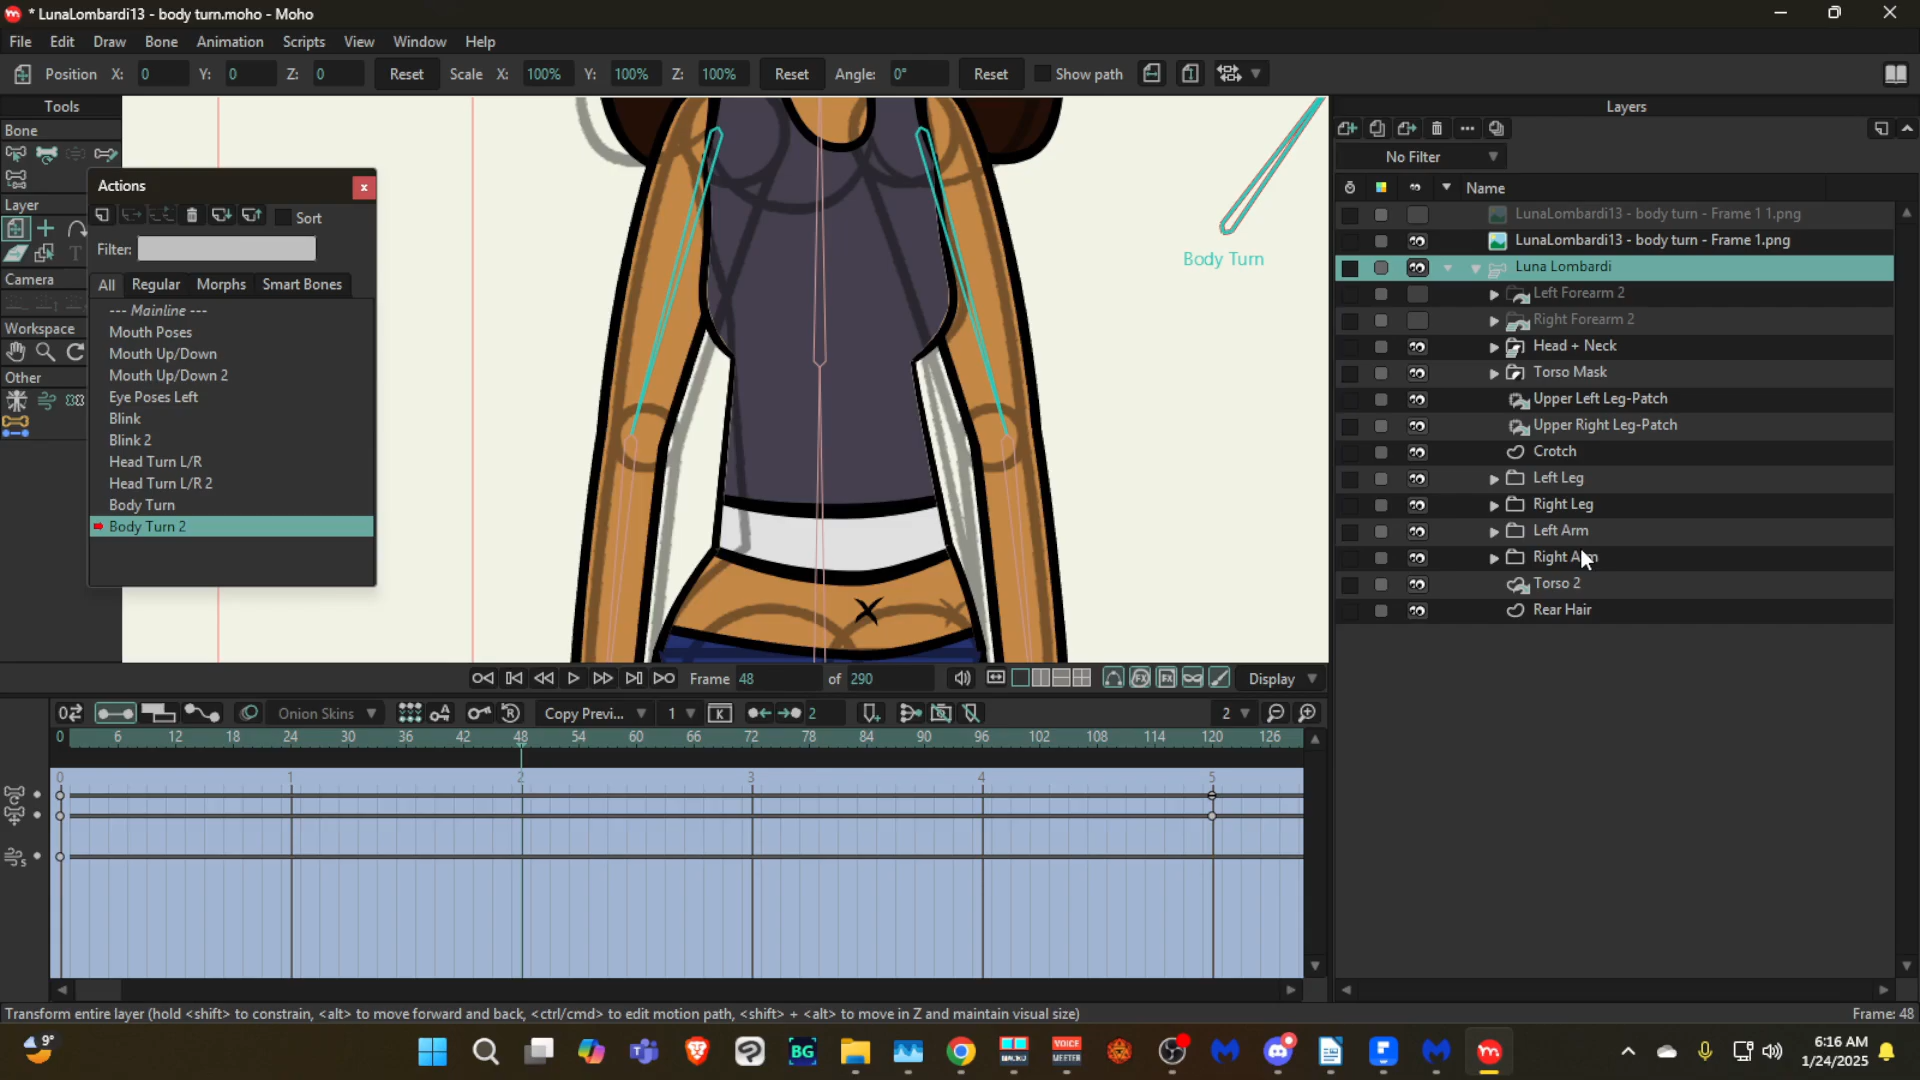 * LunaLombardi13 - body turn.moho - Moho
File Edit Draw Bone Animation Scripts View Window Help
Position X: 0 Y: 0 Z: 0 Reset Scale X: 100% Y: 100% Z: 100% Reset Angle: 0° Reset Show path
Tools
Bone
Layer
Camera
Workspace
Other
Actions
Sort
Filter:
All Regular Morphs Smart Bones
--- Mainline ---
Mouth Poses
Mouth Up/Down
Mouth Up/Down 2
Eye Poses Left
Blink
Blink 2
Head Turn L/R
Head Turn L/R 2
Body Turn
Body Turn 2
Body Turn
Layers
No Filter
Name
LunaLombardi13 - body turn - Frame 1 1.png
LunaLombardi13 - body turn - Frame 1.png
Luna Lombardi
Left Forearm 2
Right Forearm 2
Head + Neck
Torso Mask
Upper Left Leg-Patch
Upper Right Leg-Patch
Crotch
Left Leg
Right Leg
Left Arm
Right Arm
Torso 2
Rear Hair
Frame 48 of 290 Display
Onion Skins Copy Previ... 1 2 2
0 6 12 18 24 30 36 42 48 54 60 66 72 78 84 90 96 102 108 114 120 126
0 1 2 3 4 5
Transform entire layer (hold <shift> to constrain, <alt> to move forward and back, <ctrl/cmd> to edit motion path, <shift> + <alt> to move in Z and maintain visual size)
Frame: 48
9°
BG
VOICE
MEETER
6:16 AM
1/24/2025